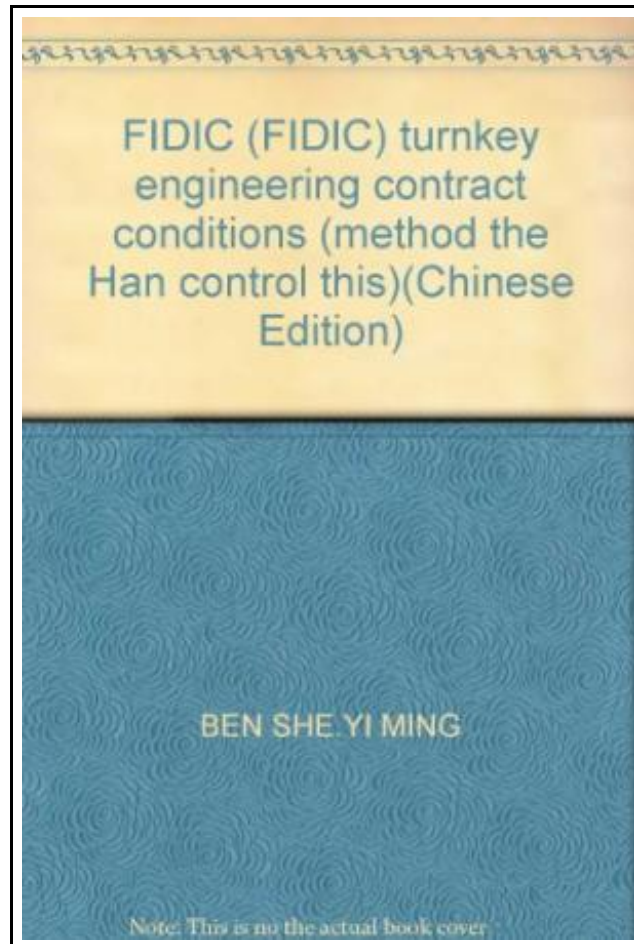 FIDIC (FIDIC) turnkey
engineering contract
conditions (method the
Han control this)(Chinese
Edition)
BEN SHE.YI MING
Note: This is no the actual book cover